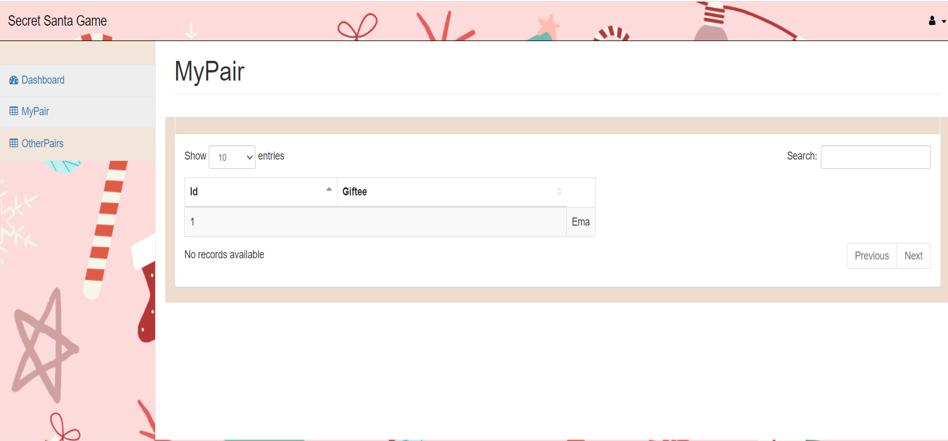 Secret Santa Game
Dashboard
MyPair
OtherPairs
MyPair
Show 10 entries
Search:
Id Giftee
1 Ema
No records available
Previous Next